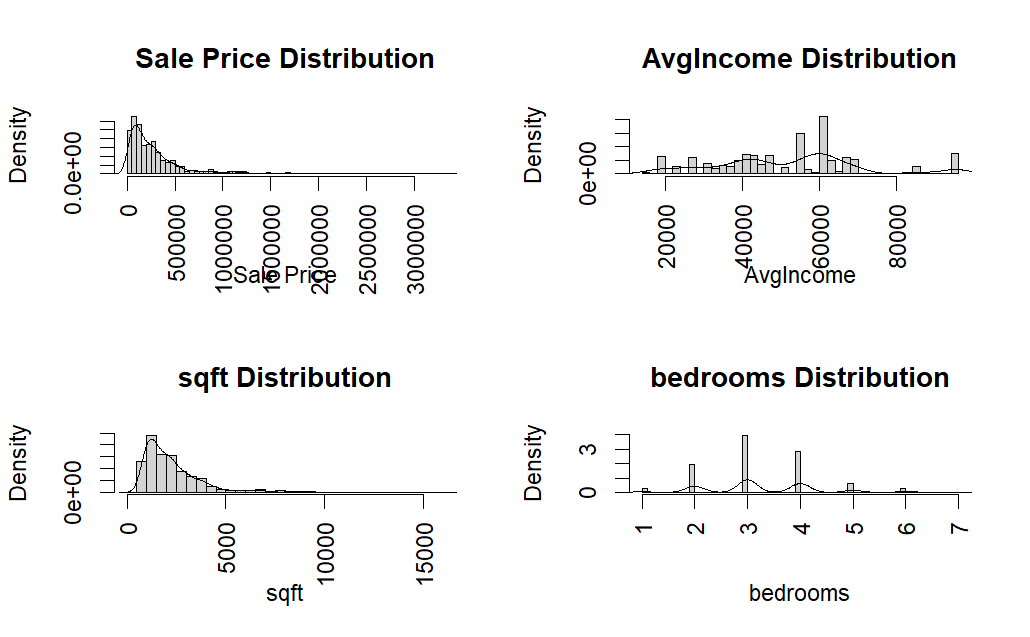 Sale Price Distribution
Density
0.0e+00
0 500000 1000000 1500000 2000000 2500000 3000000
Sale Price
AvgIncome Distribution
Density
0e+00
20000 40000 60000 80000
AvgIncome
sqft Distribution
Density
0e+00
0 5000 10000 15000
sqft
bedrooms Distribution
Density
0 3
1 2 3 4 5 6 7
bedrooms